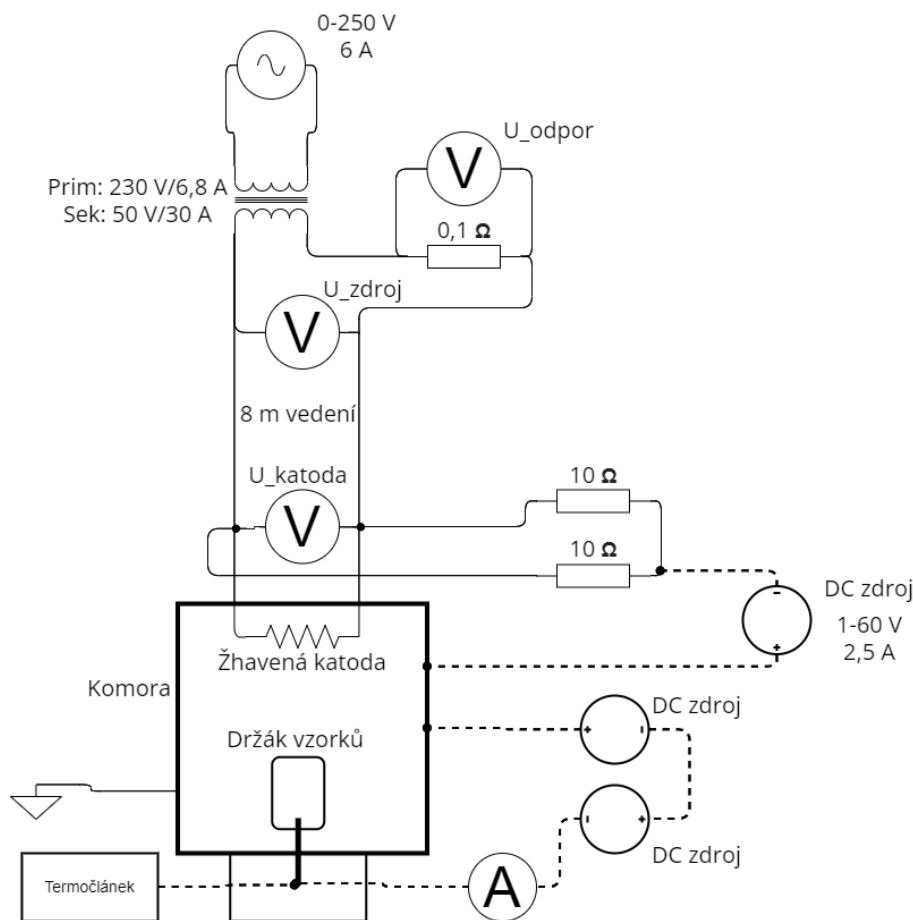 0-250 V
6 A
U_odpor
V
Prim: 230 V/6,8 A
Sek: 50 V/30 A
0,1 Ω
U_zdroj
V
8 m vedení
U_katoda
V
10 Ω
10 Ω
DC zdroj
1-60 V
2,5 A
-
+
Žhavená katoda
Komora
DC zdroj
+
-
Držák vzorků
-
+
DC zdroj
Termočlánek
A